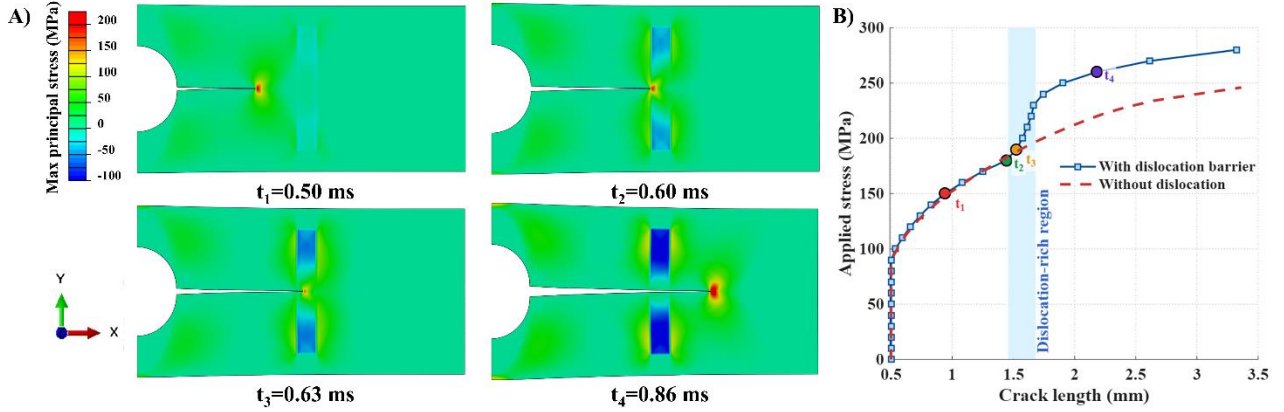 A)
Max principal stress (MPa)
200
150
100
50
0
-50
-100
t₁=0.50 ms
t₂=0.60 ms
Y
X
t₃=0.63 ms
t₄=0.86 ms
B)
Applied stress (MPa)
300
250
200
150
100
50
0
t₁
t₂
t₃
t₄
With dislocation barrier
Without dislocation
Dislocation-rich region
0.5
1
1.5
2
2.5
3
3.5
Crack length (mm)